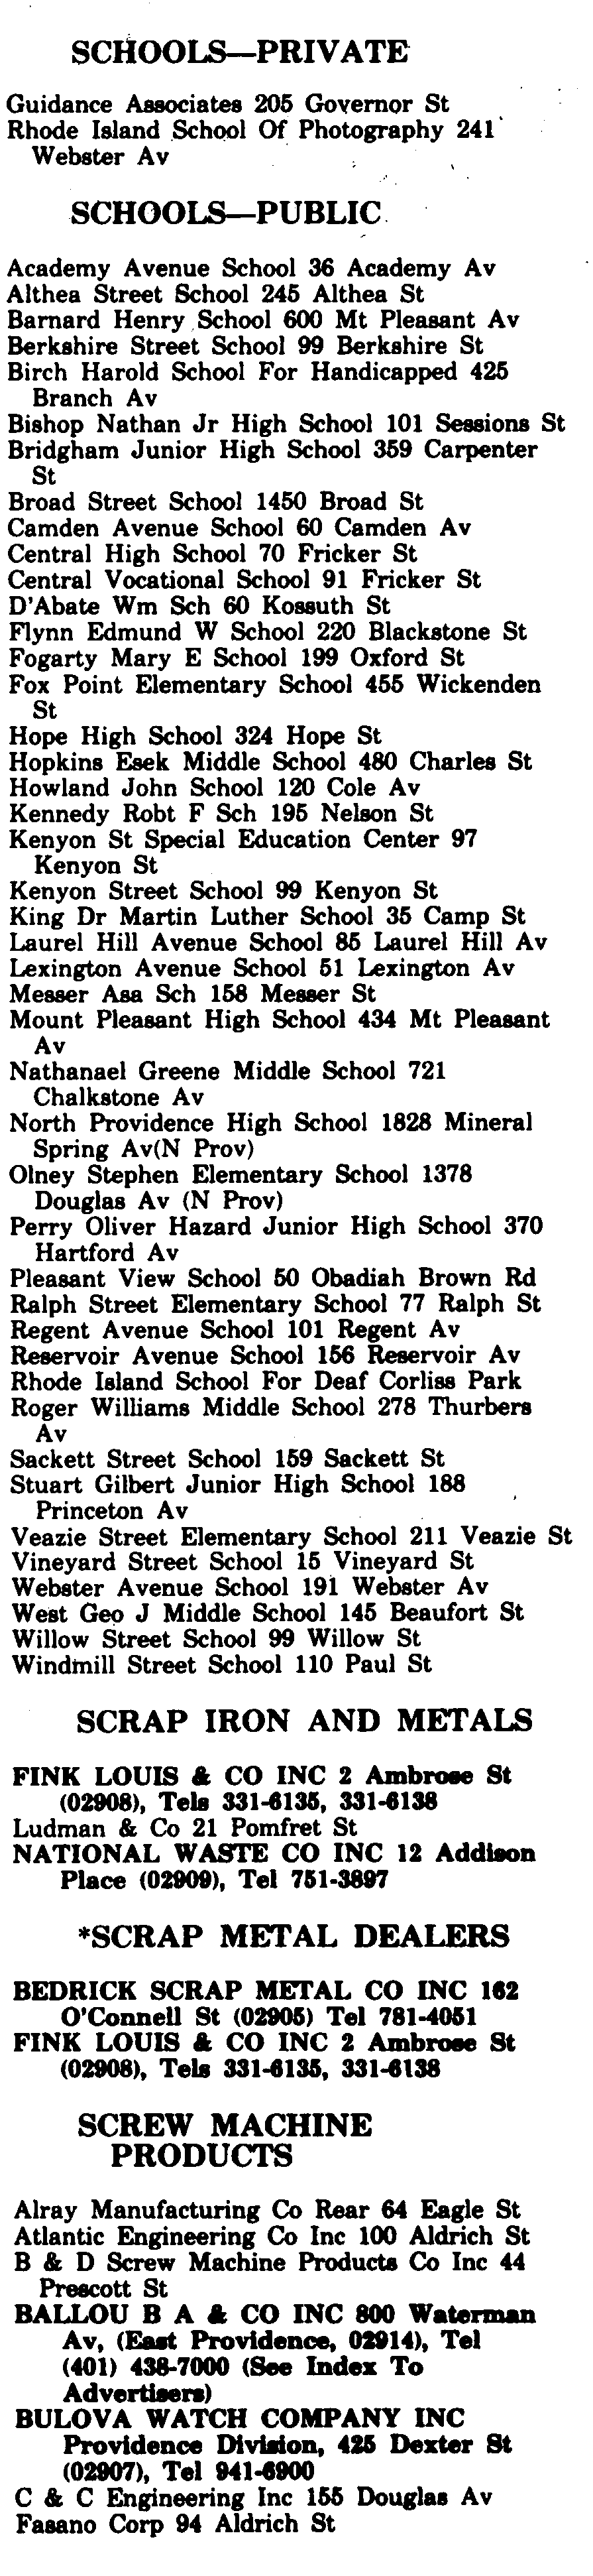 SCHOOLS—PRIVATE
Guidance Associates 205 Governor St
Rhode Island School Of Photography 241
Webster Av
SCHOOLS—PUBLIC
Academy Avenue School 36 Academy Av
Althea Street School 245 Althea St
Barnard Henry School 600 Mt Pleasant Av
Berkshire Street School 99 Berkshire St
Birch Harold School For Handicapped 425
Branch Av
Bishop Nathan Jr High School 101 Sessions St
Bridgham Junior High School 359 Carpenter
St
Broad Street School 1450 Broad St
Camden Avenue School 60 Camden Av
Central High School 70 Fricker St
Central Vocational School 91 Fricker St
D'Abate Wm Sch 60 Kossuth St
Flynn Edmund W School 220 Blackstone St
Fogarty Mary E School 199 Oxford St
Fox Point Elementary School 455 Wickenden
St
Hope High School 324 Hope St
Hopkins Esek Middle School 480 Charles St
Howland John School 120 Cole Av
Kennedy Robt F Sch 195 Nelson St
Kenyon St Special Education Center 97
Kenyon St
Kenyon Street School 99 Kenyon St
King Dr Martin Luther School 35 Camp St
Laurel Hill Avenue School 85 Laurel Hill Av
Lexington Avenue School 51 Lexington Av
Messer Asa Sch 158 Messer St
Mount Pleasant High School 434 Mt Pleasant
Av
Nathanael Greene Middle School 721
Chalkstone Av
North Providence High School 1828 Mineral
Spring Av(N Prov)
Olney Stephen Elementary School 1378
Douglas Av (N Prov)
Perry Oliver Hazard Junior High School 370
Hartford Av
Pleasant View School 50 Obadiah Brown Rd
Ralph Street Elementary School 77 Ralph St
Regent Avenue School 101 Regent Av
Reservoir Avenue School 156 Reservoir Av
Rhode Island School For Deaf Corliss Park
Roger Williams Middle School 278 Thurbers
Av
Sackett Street School 159 Sackett St
Stuart Gilbert Junior High School 188
Princeton Av
Veazie Street Elementary School 211 Veazie St
Vineyard Street School 15 Vineyard St
Webster Avenue School 191 Webster Av
West Geo J Middle School 145 Beaufort St
Willow Street School 99 Willow St
Windmill Street School 110 Paul St
SCRAP IRON AND METALS
FINK LOUIS & CO INC 2 Ambrose St
(02908), Tels 331-6135, 331-6138
Ludman & Co 21 Pomfret St
NATIONAL WASTE CO INC 12 Addison
Place (02909), Tel 751-3897
*SCRAP METAL DEALERS
BEDRICK SCRAP METAL CO INC 162
O'Connell St (02905) Tel 781-4051
FINK LOUIS & CO INC 2 Ambrose St
(02908), Tels 331-6135, 331-6138
SCREW MACHINE
PRODUCTS
Alray Manufacturing Co Rear 64 Eagle St
Atlantic Engineering Co Inc 100 Aldrich St
B & D Screw Machine Products Co Inc 44
Prescott St
BALLOU B A & CO INC 800 Waterman
Av, (East Providence, 02914), Tel
(401) 438-7000 (See Index To
Advertisers)
BULOVA WATCH COMPANY INC
Providence Division, 425 Dexter St
(02907), Tel 941-6900
C & C Engineering Inc 155 Douglas Av
Fasano Corp 94 Aldrich St